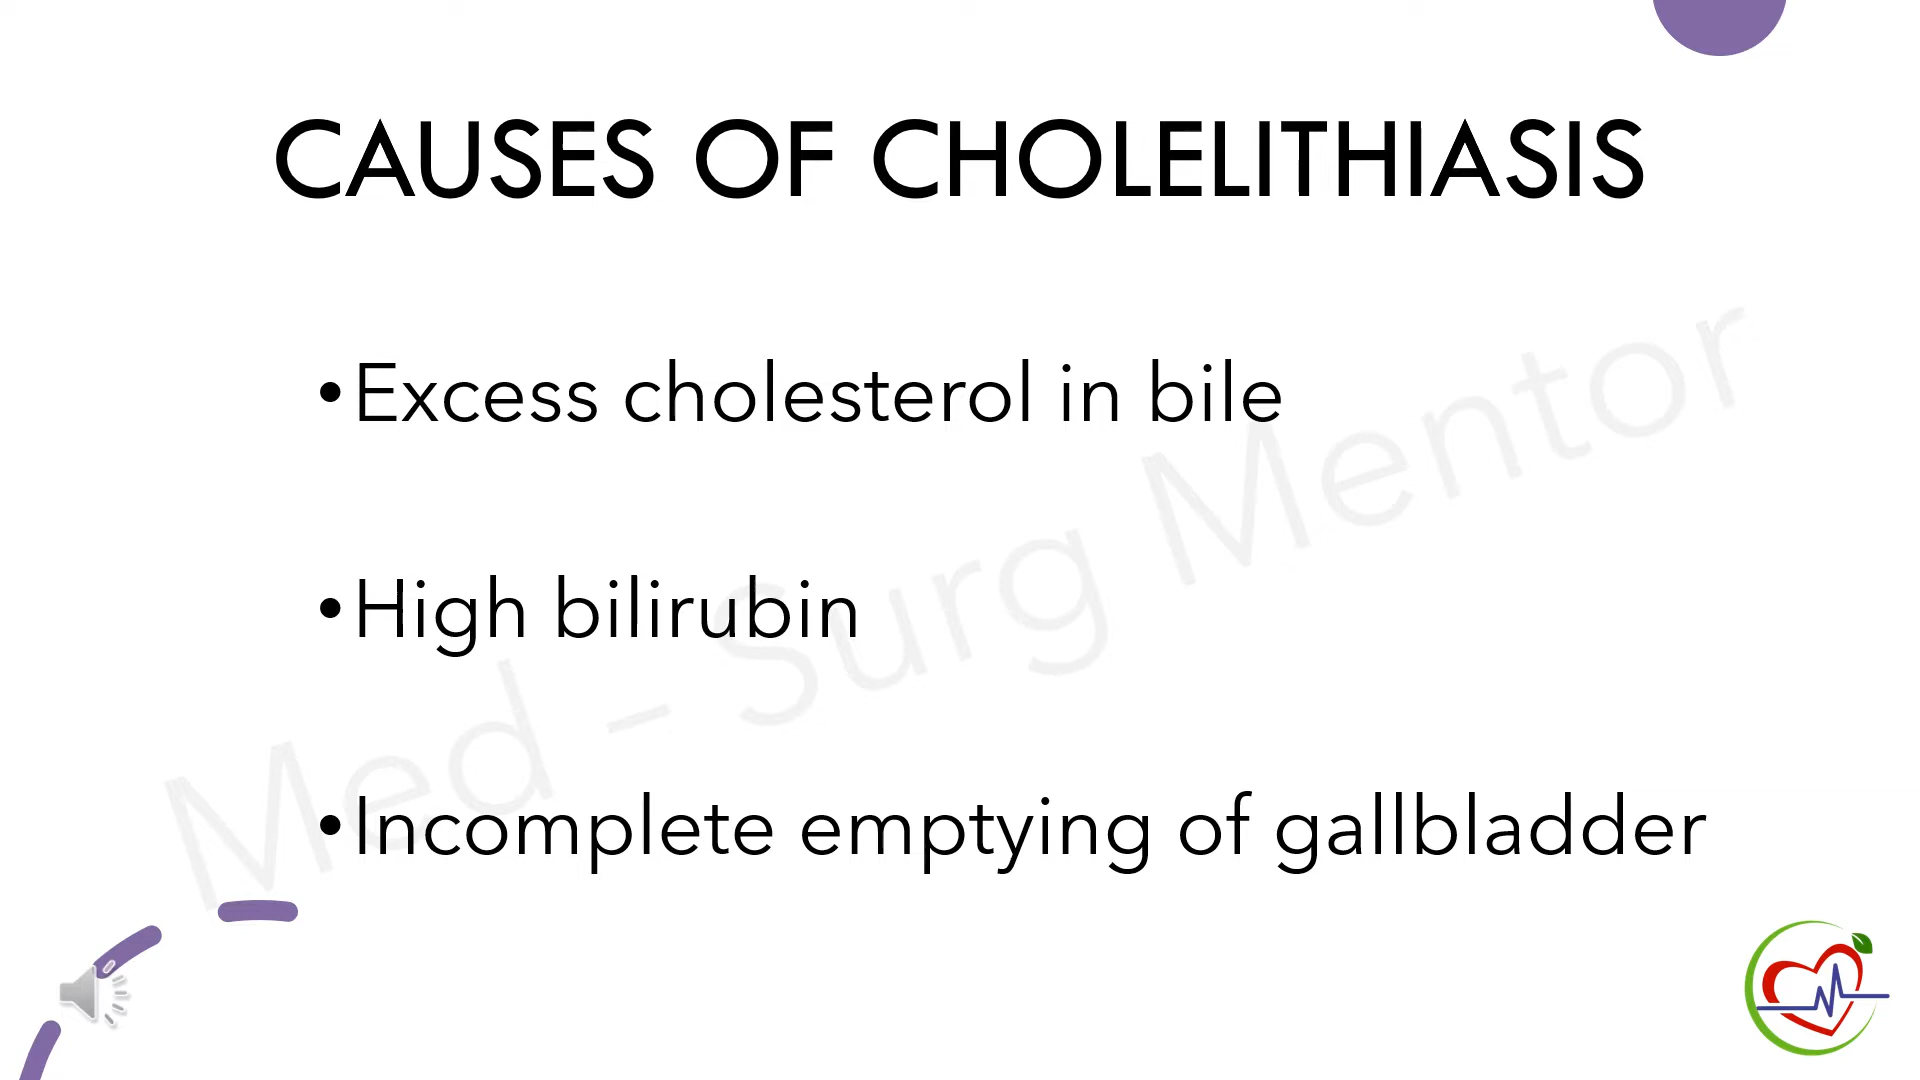 CAUSES OF CHOLELITHIASIS
•Excess cholesterol in bile
•High bilirubin
•Incomplete emptying of gallbladder
Med - Surg Mentor